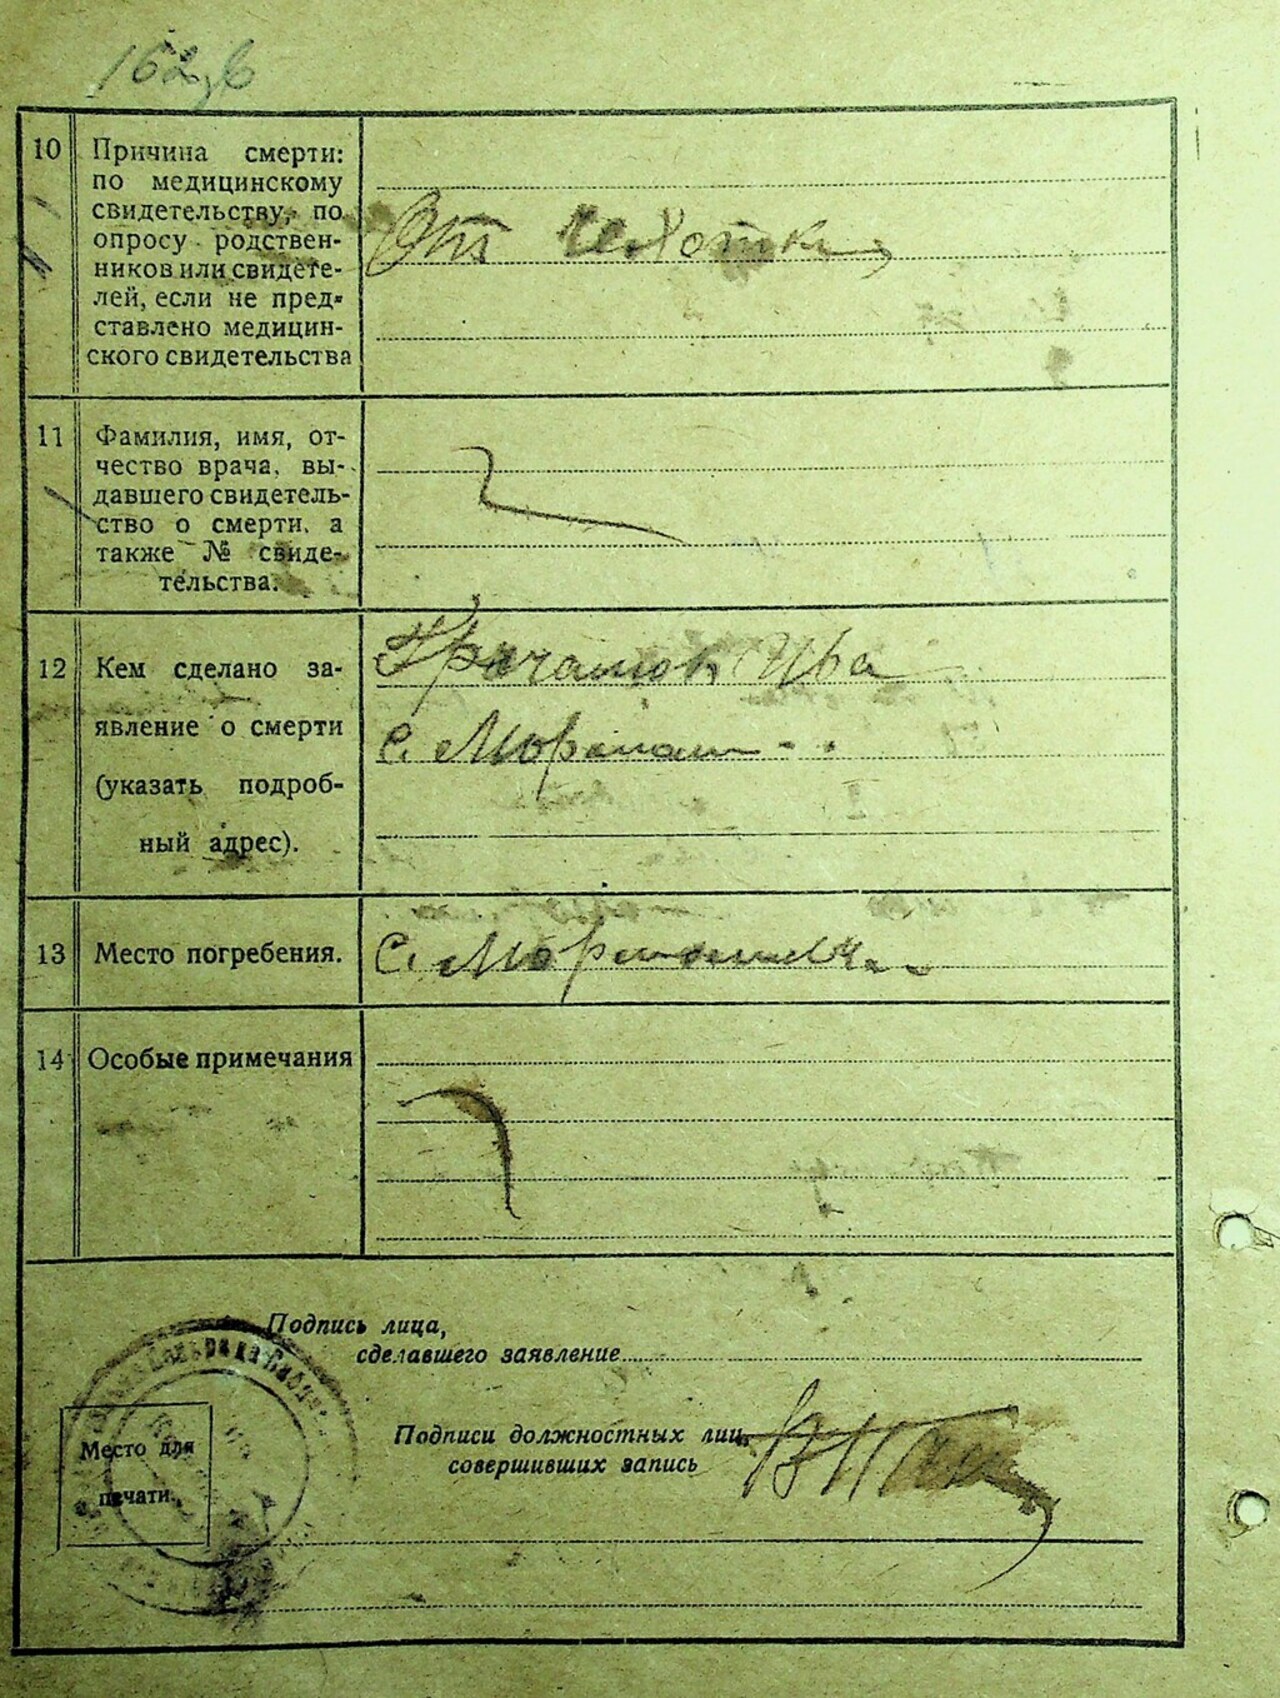 10 Причина смерти:
по медицинскому
свидетельству, по
опросу родствен-
ников или свидете-
лей, если не пред-
ставлено медицин-
ского свидетельства
От чехотки
11 Фамилия, имя, от-
чество врача, вы-
давшего свидетель-
ство о смерти, а
также № свиде-
тельства.
12 Кем сделано за-
явление о смерти
(указать подроб-
ный адрес).
Ива
с.
13 Место погребения.
с.
14 Особые примечания
Подпись лица,
сделавшего заявление
Подписи должностных лиц,
совершивших запись
Место для
печати.